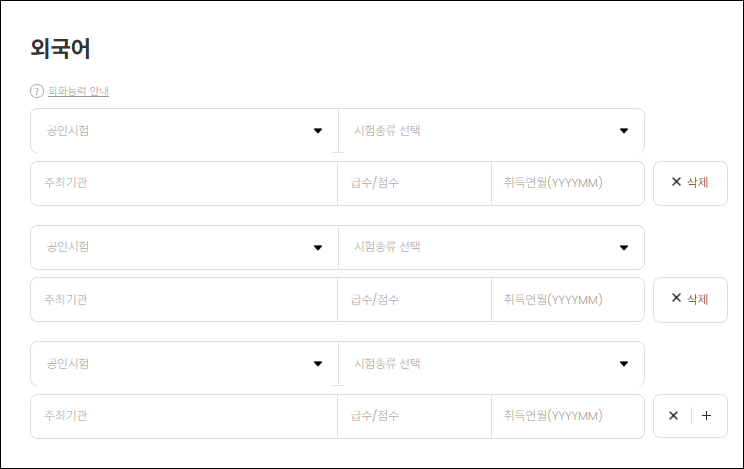 외국어
? 회화능력 안내
공인시험 시험종류 선택
주최기관 급수/점수 취득연월(YYYYMM) × 삭제
공인시험 시험종류 선택
주최기관 급수/점수 취득연월(YYYYMM) × 삭제
공인시험 시험종류 선택
주최기관 급수/점수 취득연월(YYYYMM) × +